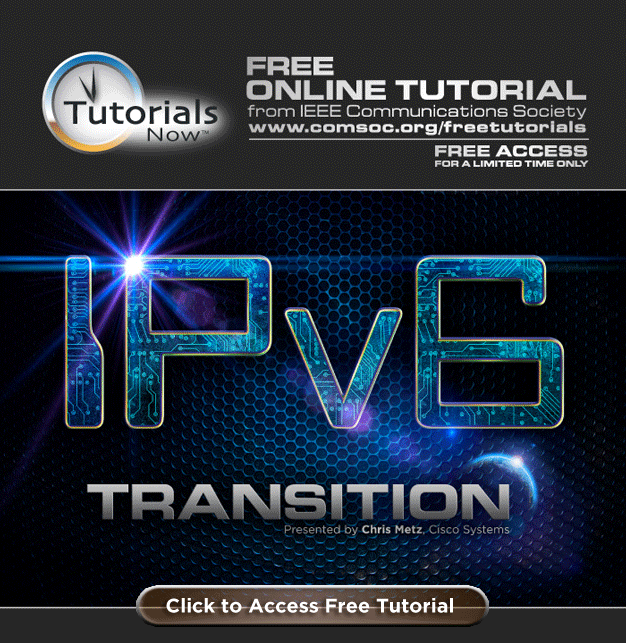 Tutorials
Now™
FREE
ONLINE TUTORIAL
from IEEE Communications Society
www.comsoc.org/freetutorials
FREE ACCESS
FOR A LIMITED TIME ONLY
IPv6
TRANSITION
Presented by Chris Metz, Cisco Systems
Click to Access Free Tutorial